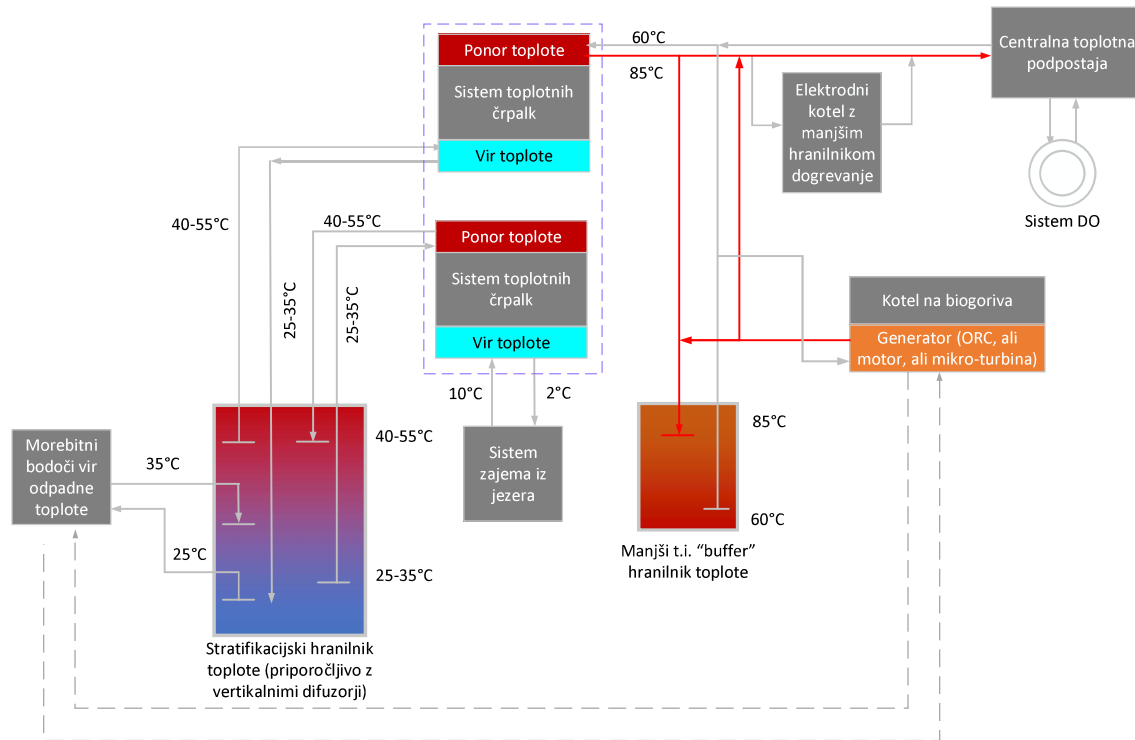 60°C
Ponor toplote
85°C
Sistem toplotnih
črpalk
Vir toplote
Centralna toplotna
podpostaja
Elektrodni
kotel z
manjšim
hranilnikom
dogrevanje
Sistem DO
40-55°C
40-55°C
Ponor toplote
Sistem toplotnih
črpalk
Vir toplote
25-35°C
25-35°C
Kotel na biogoriva
Generator (ORC, ali
motor, ali mikro-turbina)
10°C
2°C
Sistem
zajema iz
jezera
40-55°C
85°C
60°C
Morebitni
bodoči vir
odpadne
toplote
35°C
25°C
25-35°C
Manjši t.i. “buffer”
hranilnik toplote
Stratifikacijski hranilnik
toplote (priporočljivo z
vertikalnimi difuzorji)